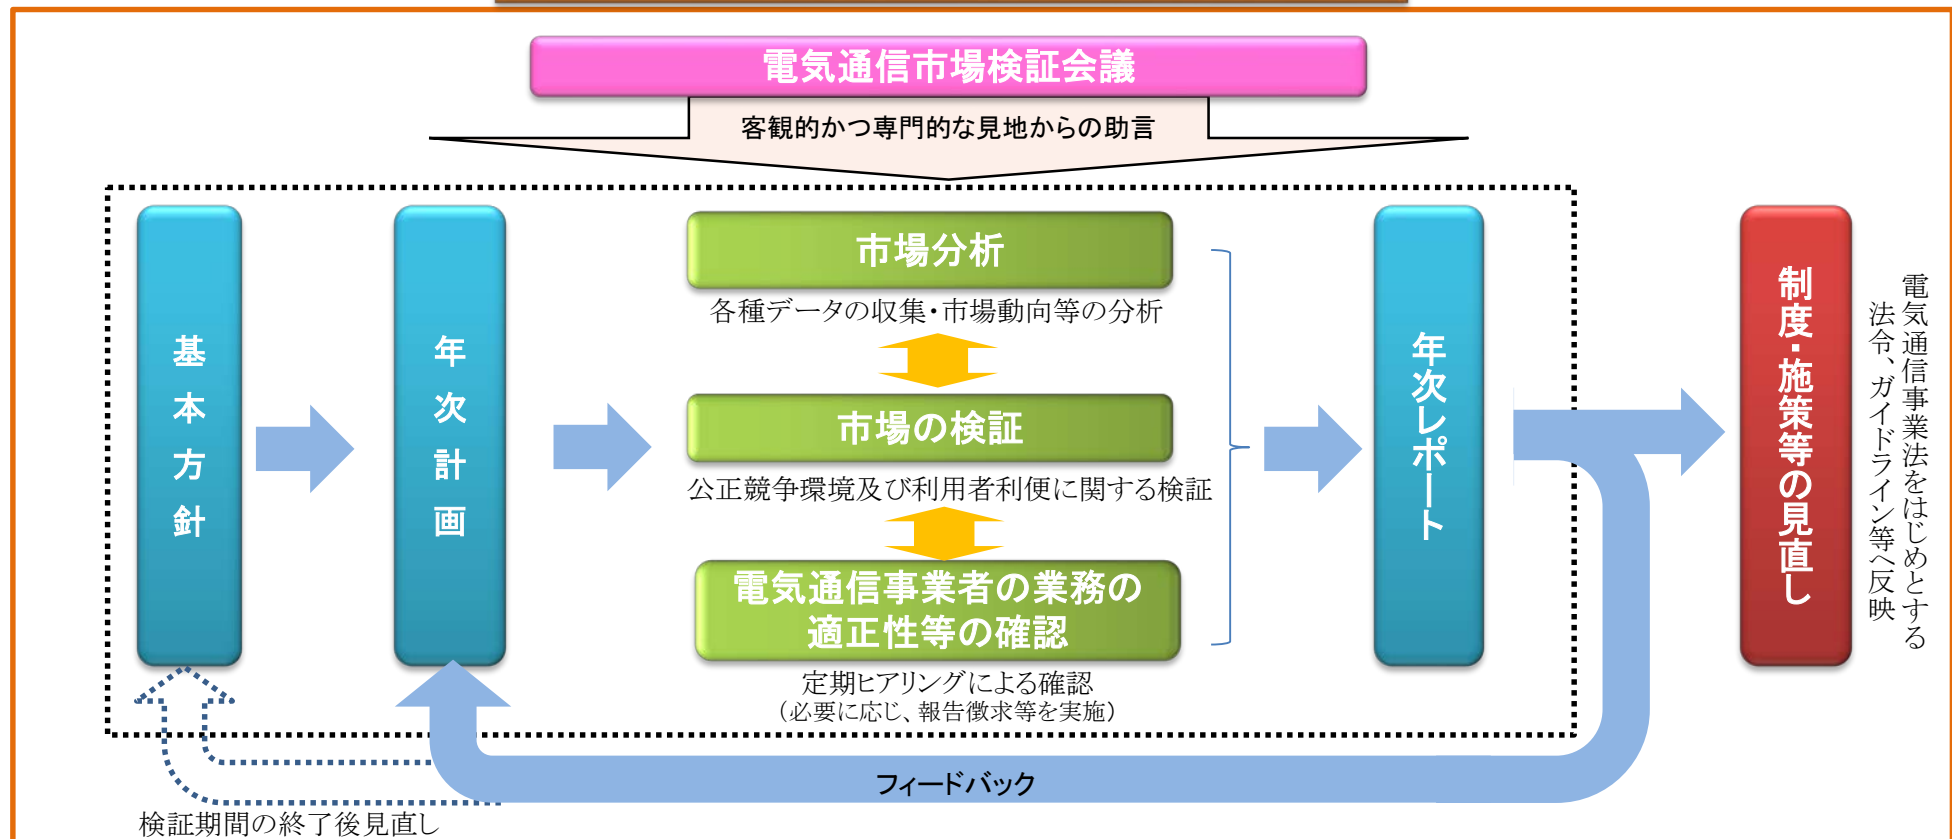 電気通信市場検証会議
客観的かつ専門的な見地からの助言
基本方針
年次計画
市場分析
各種データの収集・市場動向等の分析
市場の検証
公正競争環境及び利用者利便に関する検証
電気通信事業者の業務の
適正性等の確認
定期ヒアリングによる確認
（必要に応じ、報告徴求等を実施）
年次レポート
制度・施策等の見直し
電気通信事業法をはじめとする
法令、ガイドライン等へ反映
フィードバック
検証期間の終了後見直し